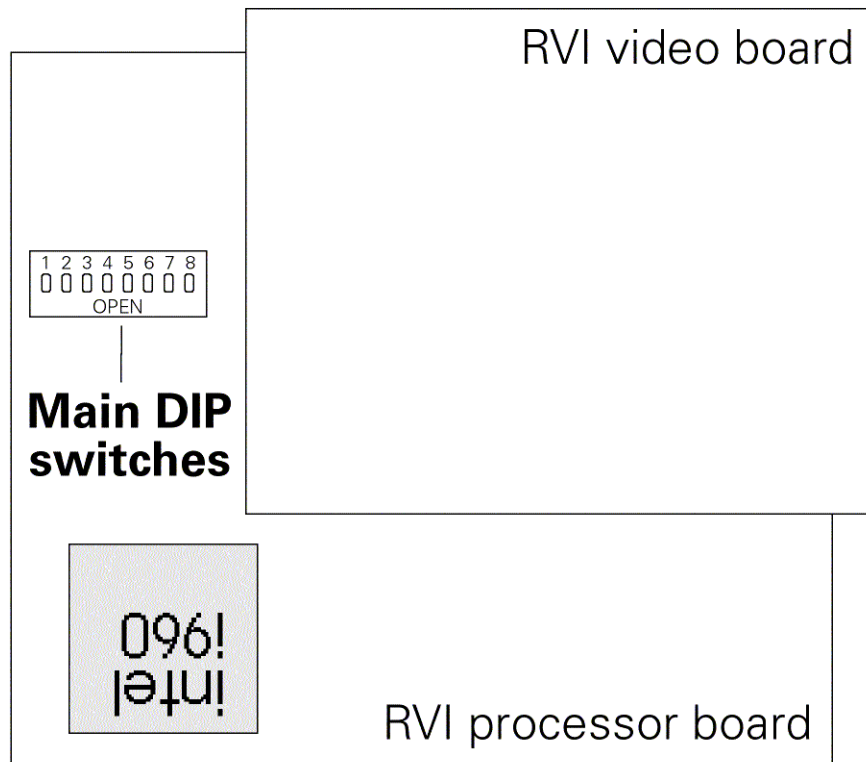 RVI video board
1 2 3 4 5 6 7 8
OPEN
Main DIP
switches
intel
i960
RVI processor board